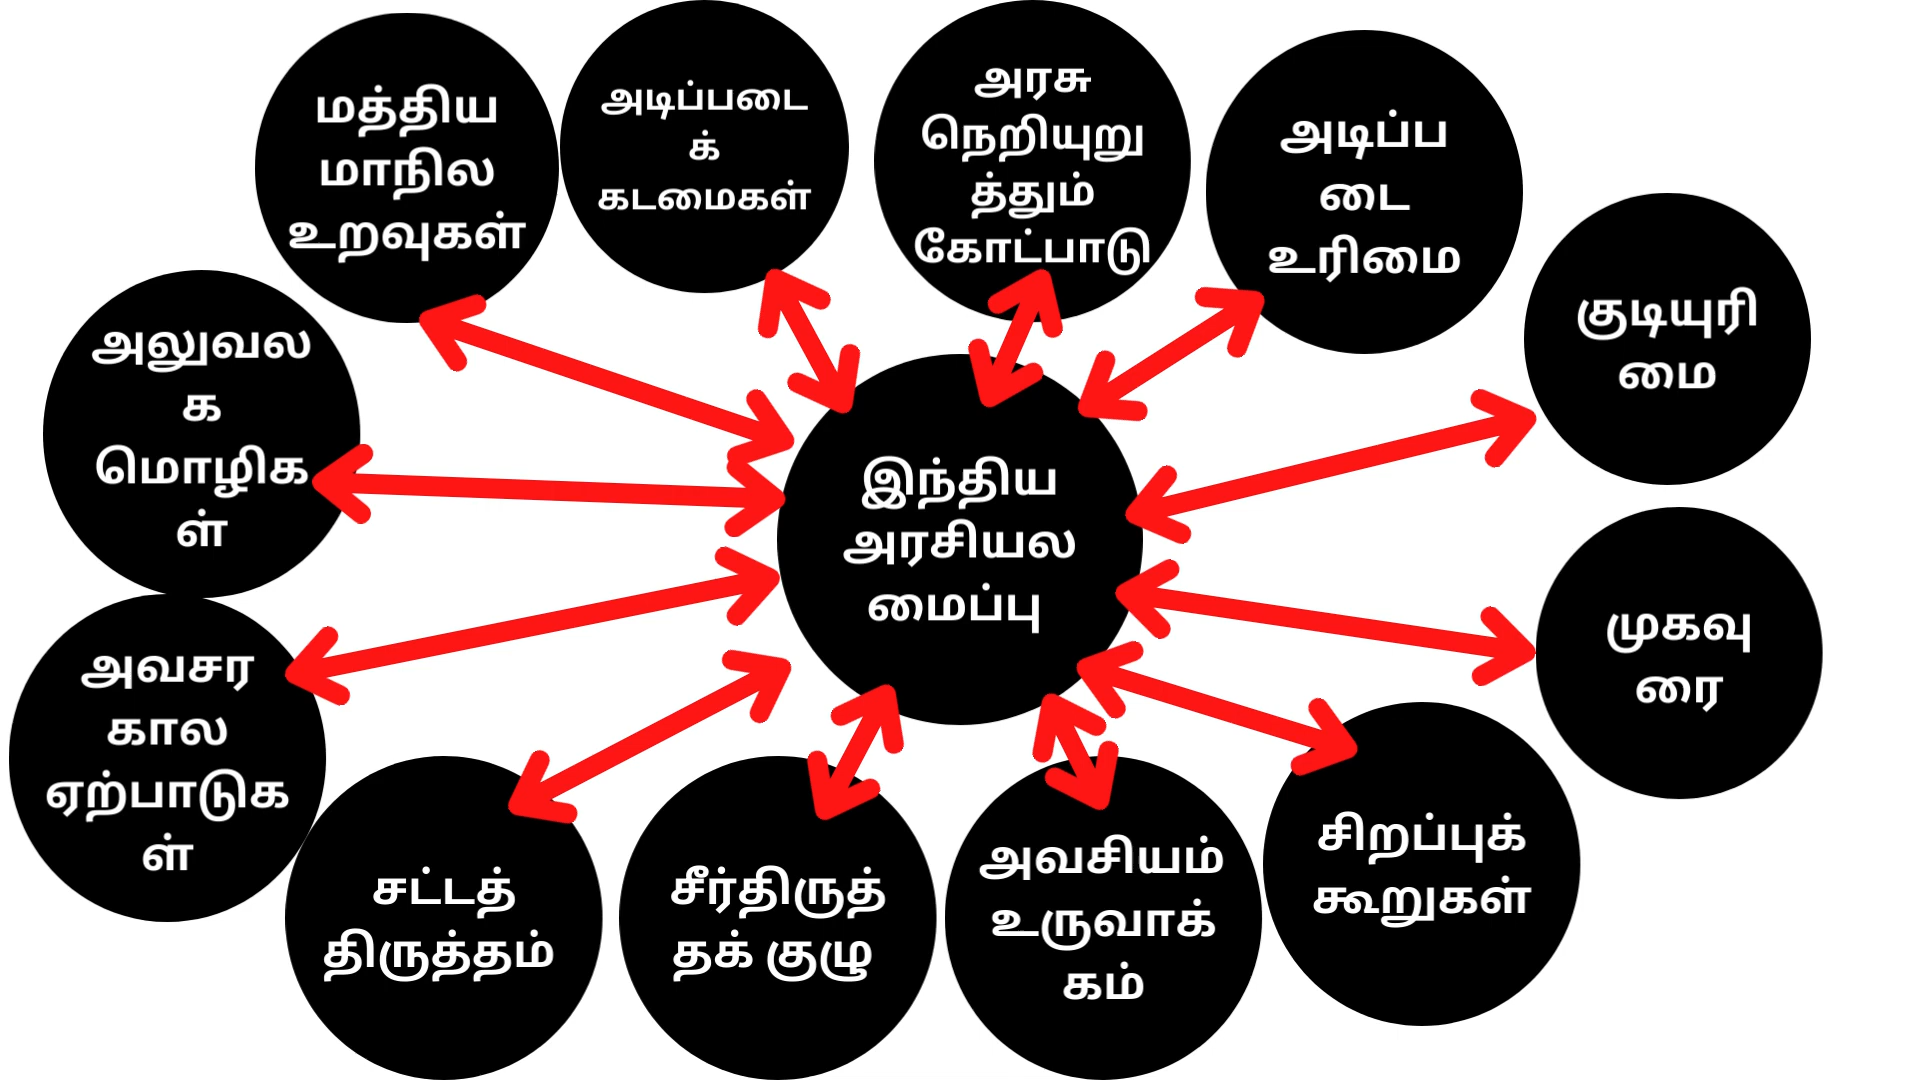 மத்திய
மாநில
உறவுகள்
அடிப்படை
க்
கடமைகள்
அரசு
நெறியுறு
த்தும்
கோட்பாடு
அடிப்ப
டை
உரிமை
குடியுரி
மை
அலுவல
க
மொழிக
ள்
இந்திய
அரசியல
மைப்பு
முகவு
ரை
அவசர
கால
ஏற்பாடுக
ள்
சட்டத்
திருத்தம்
சீர்திருத்
தக் குழு
அவசியம்
உருவாக்
கம்
சிறப்புக்
கூறுகள்